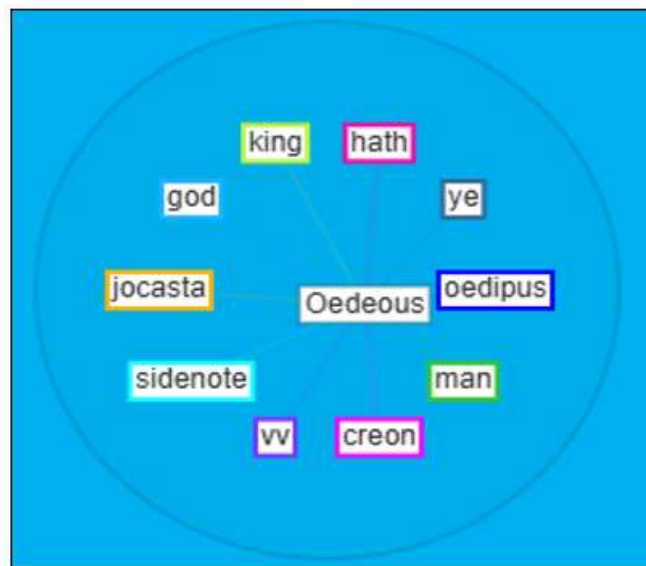 king hath
god ye
jocasta Oedeous oedipus
sidenote man
vv creon